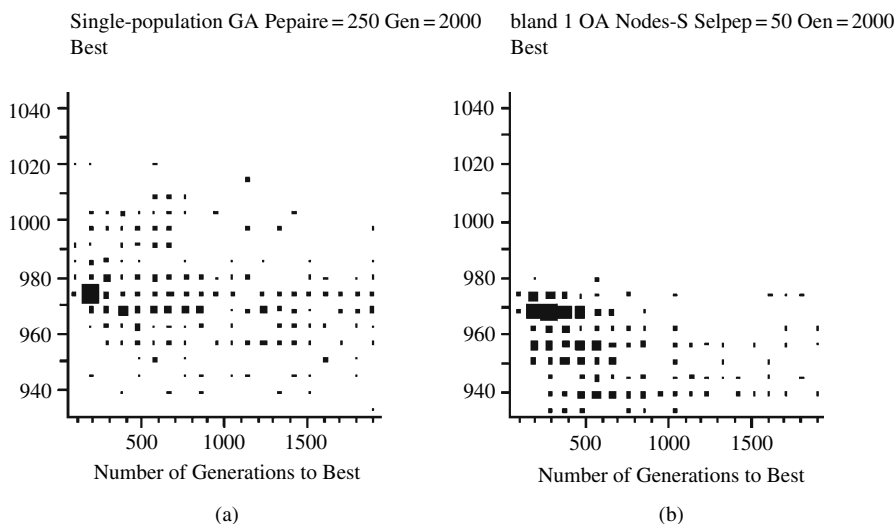 Single-population GA Pepaire = 250 Gen = 2000
Best
1040
1020
1000
980
960
940
500
1000
1500
Number of Generations to Best
(a)
bland 1 OA Nodes-S Selpep = 50 Oen = 2000
Best
1040
1020
1000
980
960
940
500
1000
1500
Number of Generations to Best
(b)